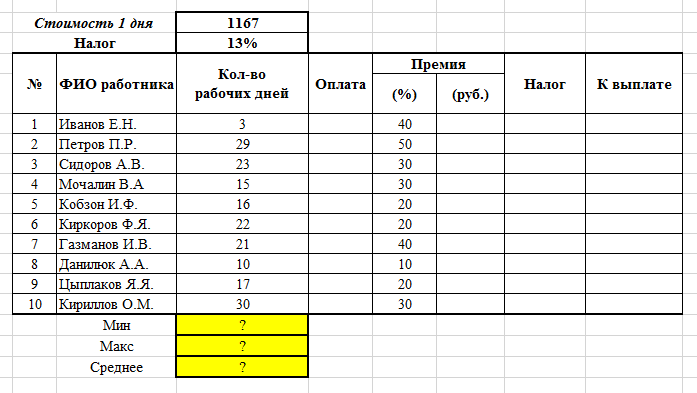 Стоимость 1 дня 1167
Налог 13%
№ ФИО работника Кол-во рабочих дней Оплата Премия Налог К выплате
(%) (руб.)
1 Иванов Е.Н. 3 40
2 Петров П.Р. 29 50
3 Сидоров А.В. 23 30
4 Мочалин В.А 15 30
5 Кобзон И.Ф. 16 20
6 Киркоров Ф.Я. 22 20
7 Газманов И.В. 21 40
8 Данилюк А.А. 10 10
9 Цыплаков Я.Я. 17 20
10 Кириллов О.М. 30 30
Мин ?
Макс ?
Среднее ?